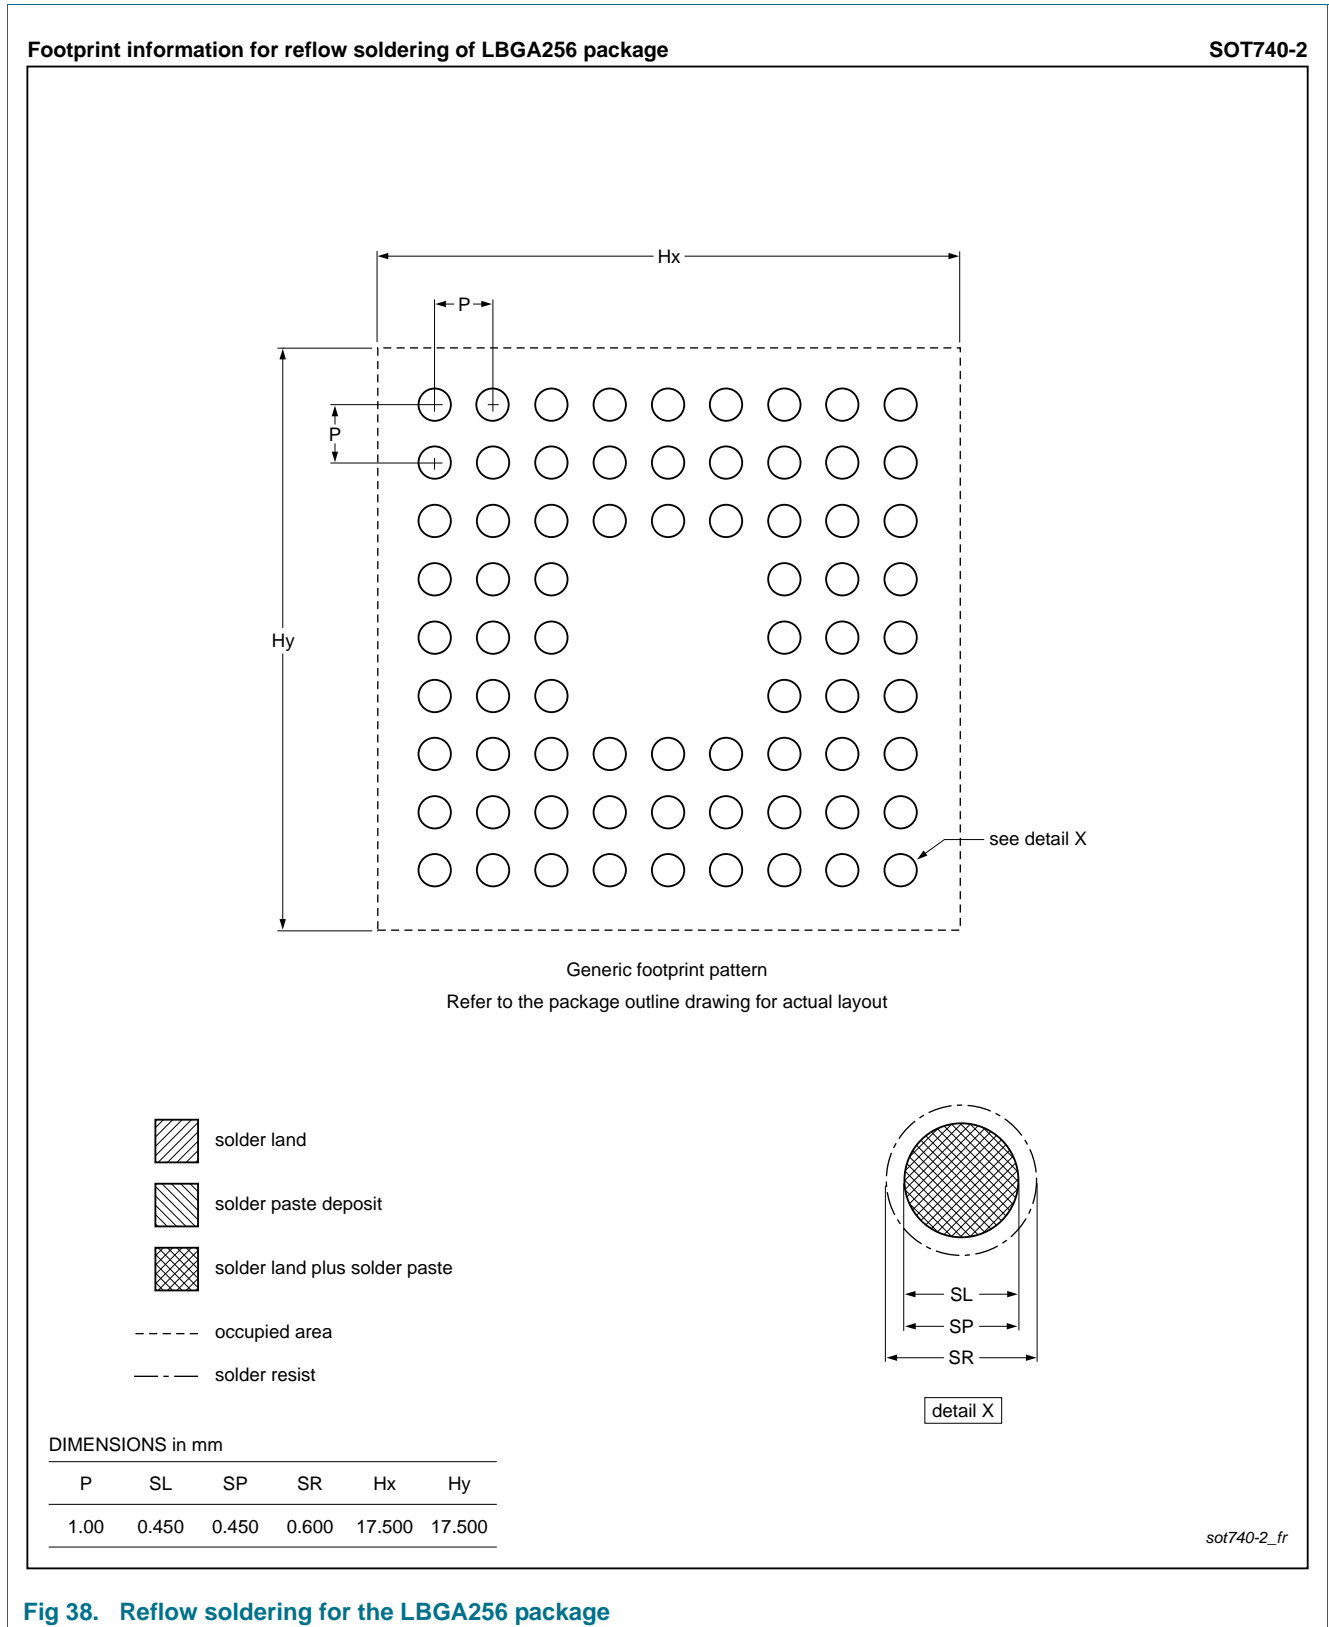 Footprint information for reflow soldering of LBGA256 package SOT740-2
Hx
P
P
Hy
see detail X
Generic footprint pattern
Refer to the package outline drawing for actual layout
solder land
solder paste deposit
solder land plus solder paste
occupied area
solder resist
SL
SP
SR
detail X
DIMENSIONS in mm
P SL SP SR Hx Hy
1.00 0.450 0.450 0.600 17.500 17.500
sot740-2_fr
Fig 38. Reflow soldering for the LBGA256 package